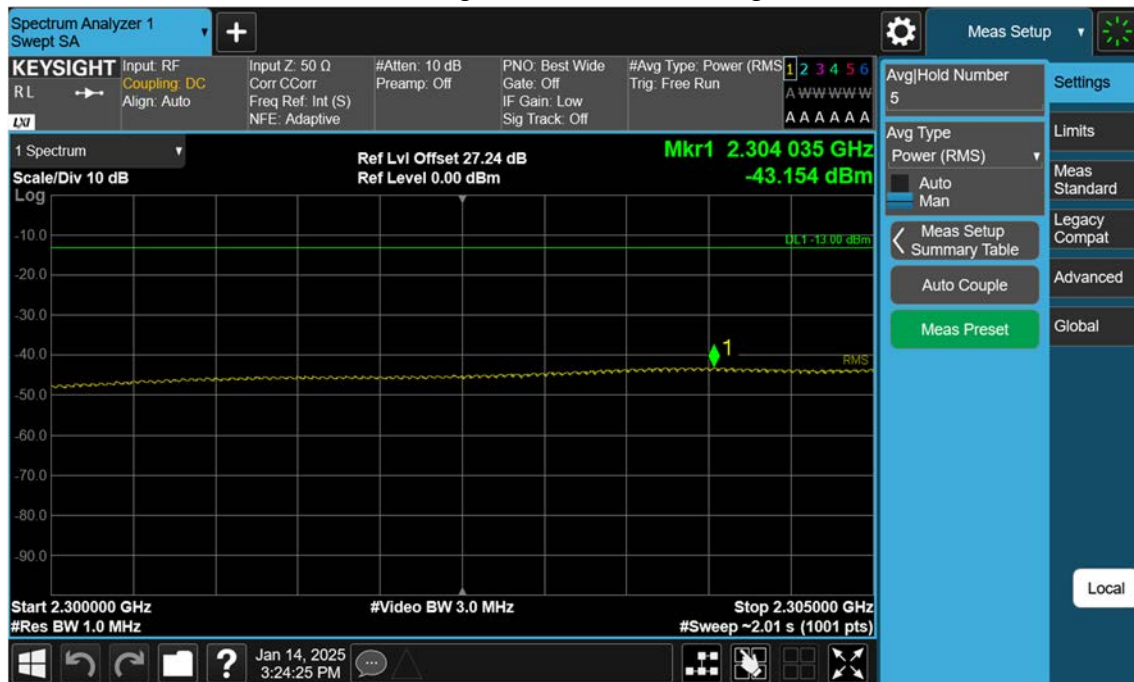 Spectrum Analyzer 1
Swept SA
+
Meas Setup
KEYSIGHT
RL
LXI
Input: RF
Coupling: DC
Align: Auto
Input Z: 50 Ω
Corr CCorr
Freq Ref: Int (S)
NFE: Adaptive
#Atten: 10 dB
Preamp: Off
PNO: Best Wide
Gate: Off
IF Gain: Low
Sig Track: Off
#Avg Type: Power (RMS
Trig: Free Run
1 2 3 4 5 6
A W W W W W
A A A A A A
1 Spectrum
Scale/Div 10 dB
Ref Lvl Offset 27.24 dB
Ref Level 0.00 dBm
Mkr1 2.304 035 GHz
-43.154 dBm
Log
-10.0
-20.0
-30.0
-40.0
-50.0
-60.0
-70.0
-80.0
-90.0
DL1 -13.00 dBm
1
RMS
Start 2.300000 GHz
#Res BW 1.0 MHz
#Video BW 3.0 MHz
Stop 2.305000 GHz
#Sweep ~2.01 s (1001 pts)
Avg|Hold Number
5
Avg Type
Power (RMS)
Auto
Man
Meas Setup
Summary Table
Auto Couple
Meas Preset
Settings
Limits
Meas
Standard
Legacy
Compat
Advanced
Global
Local
?
Jan 14, 2025
3:24:25 PM